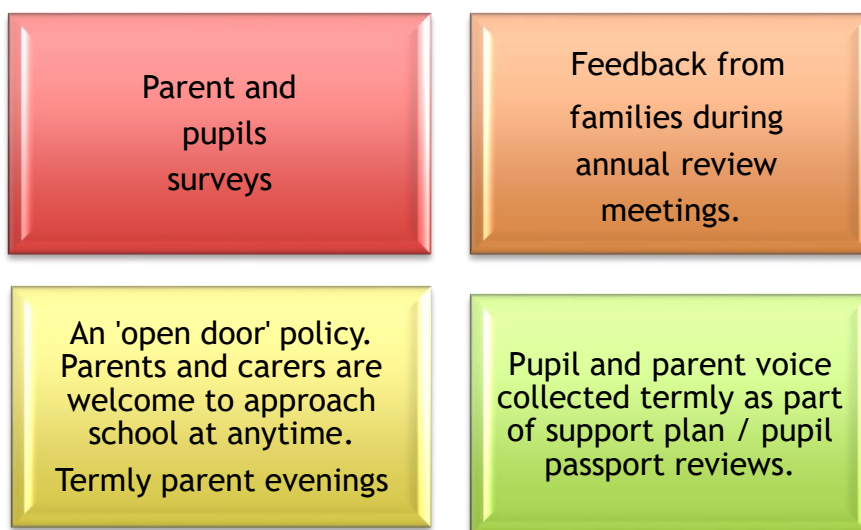 Parent and
pupils
surveys
Feedback from
families during
annual review
meetings.
An 'open door' policy.
Parents and carers are
welcome to approach
school at anytime.
Termly parent evenings
Pupil and parent voice
collected termly as part
of support plan / pupil
passport reviews.